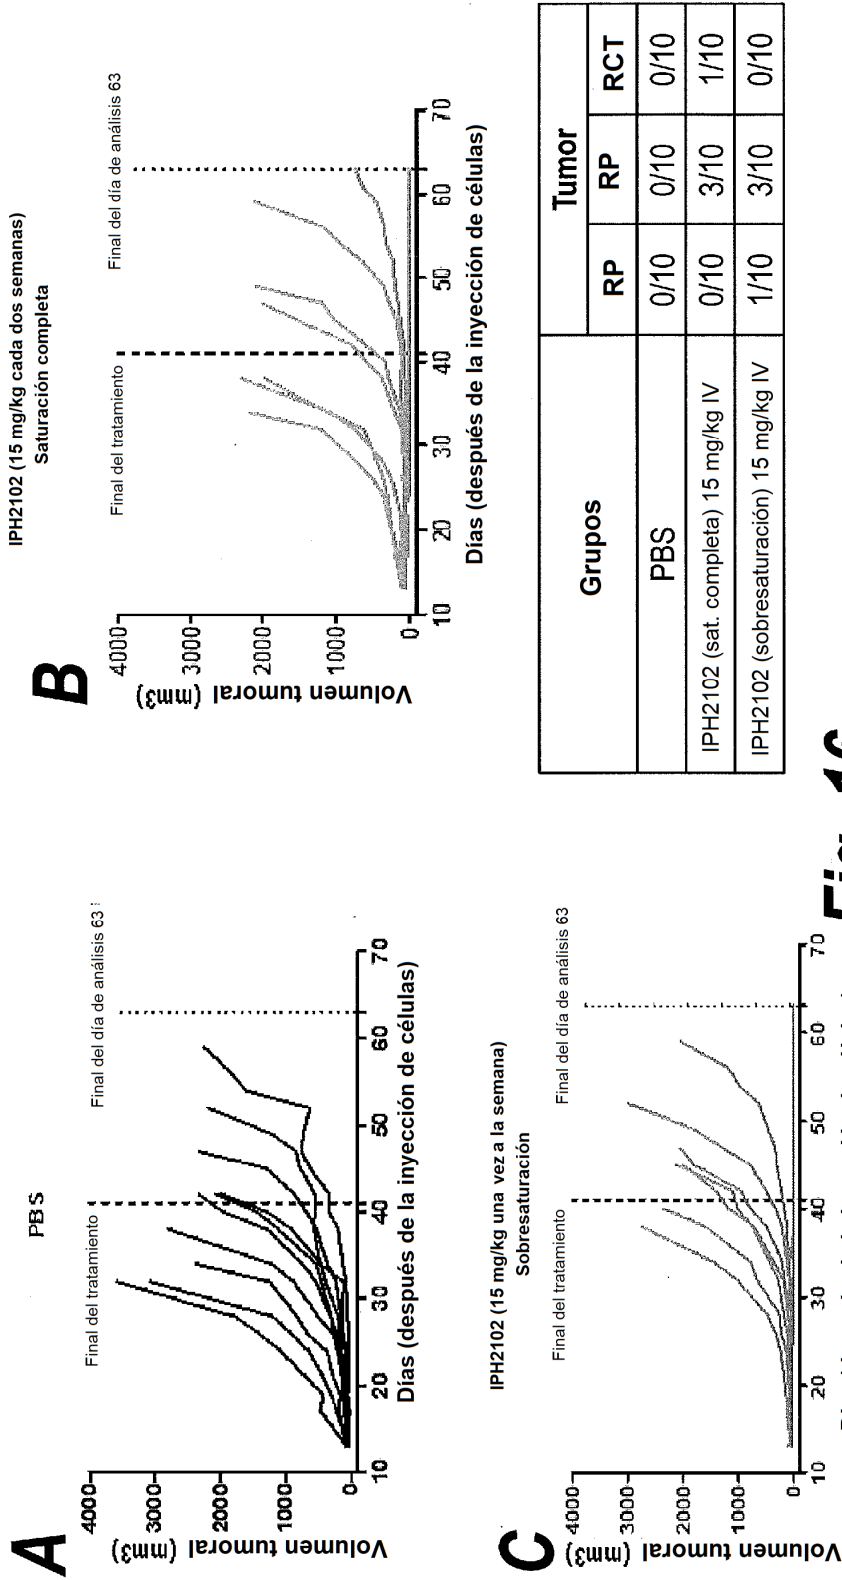 A
PBS
Final del tratamiento
Final del día de análisis 63
Volumen tumoral (mm3)
4000
3000
2000
1000
0
10
20
30
40
50
60
70
Días (después de la inyección de células)
B
IPH2102 (15 mg/kg cada dos semanas)
Saturación completa
Final del tratamiento
Final del día de análisis 63
Volumen tumoral (mm3)
4000
3000
2000
1000
0
10
20
30
40
50
60
70
Días (después de la inyección de células)
C
IPH2102 (15 mg/kg una vez a la semana)
Sobresaturación
Final del tratamiento
Final del día de análisis 63
Volumen tumoral (mm3)
4000
3000
2000
1000
0
10
20
30
40
50
60
70
Grupos Tumor
RP RP RCT
PBS 0/10 0/10 0/10
IPH2102 (sat. completa) 15 mg/kg IV 0/10 3/10 1/10
IPH2102 (sobresaturación) 15 mg/kg IV 1/10 3/10 0/10